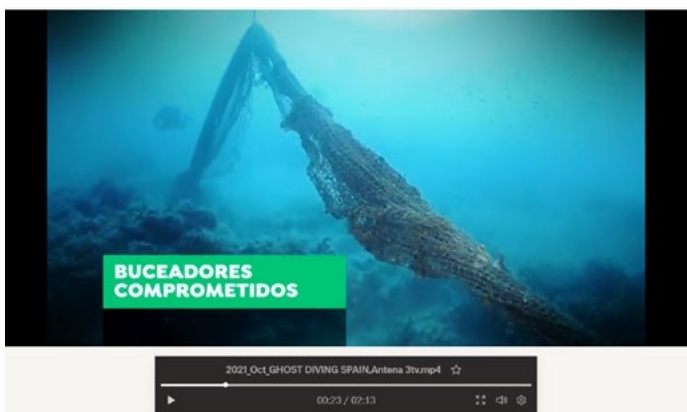 BUCEADORES
COMPROMETIDOS
2021_Oct_GHOST DIVING SPAIN,Antena 3tv.mp4
00:23 / 02:13